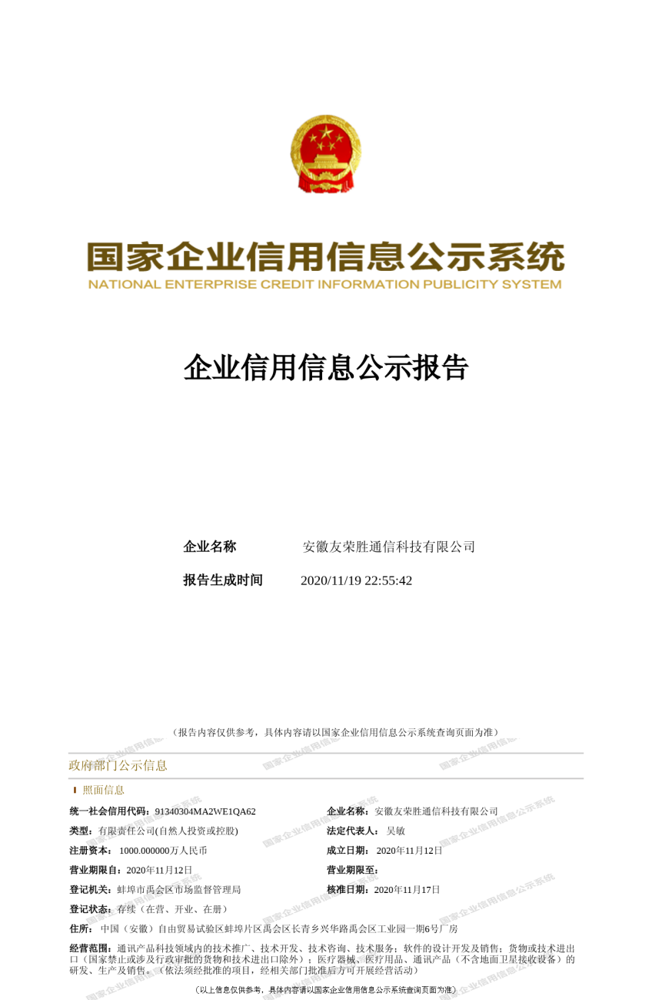 国家企业信用信息公示系统
NATIONAL ENTERPRISE CREDIT INFORMATION PUBLICITY SYSTEM
企业信用信息公示报告
企业名称 安徽友荣胜通信科技有限公司
报告生成时间 2020/11/19 22:55:42
（报告内容仅供参考，具体内容请以国家企业信用信息公示系统查询页面为准）
政府部门公示信息
照面信息
统一社会信用代码：91340304MA2WE1QA62 企业名称：安徽友荣胜通信科技有限公司
类型：有限责任公司(自然人投资或控股) 法定代表人： 吴敏
注册资本： 1000.000000万人民币 成立日期： 2020年11月12日
营业期限自：2020年11月12日 营业期限至：
登记机关：蚌埠市禹会区市场监督管理局 核准日期：2020年11月17日
登记状态：存续（在营、开业、在册）
住所： 中国（安徽）自由贸易试验区蚌埠片区禹会区长青乡兴华路禹会区工业园一期6号厂房
经营范围：通讯产品科技领域内的技术推广、技术开发、技术咨询、技术服务；软件的设计开发及销售；货物或技术进出
口（国家禁止或涉及行政审批的货物和技术进出口除外）；医疗器械、医疗用品、通讯产品（不含地面卫星接收设备）的
研发、生产及销售。（依法须经批准的项目，经相关部门批准后方可开展经营活动）
（以上信息仅供参考，具体内容请以国家企业信用信息公示系统查询页面为准）